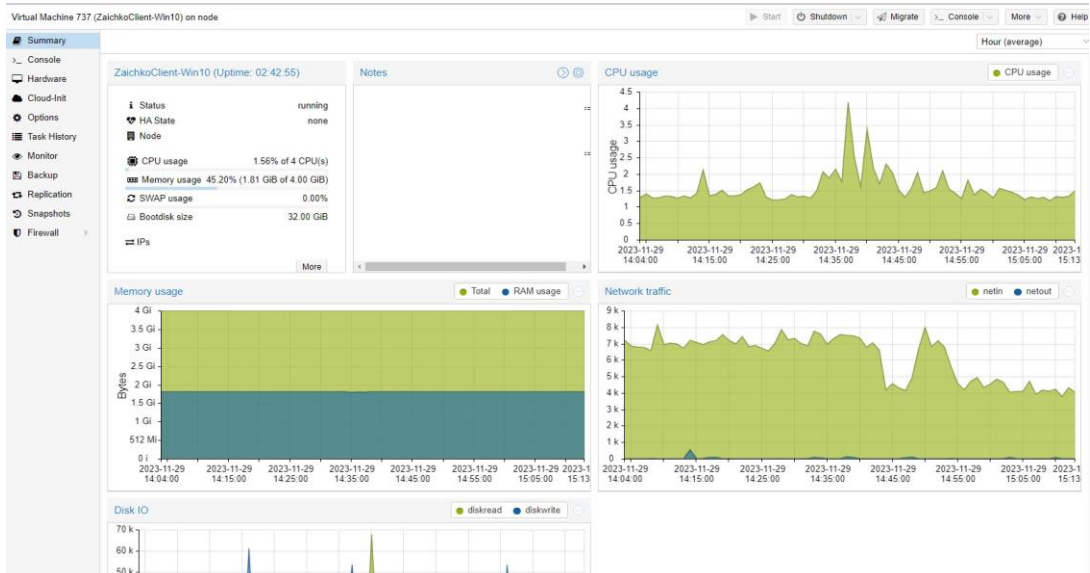 Virtual Machine 737 (ZaichkoClient-Win10) on node
Start Shutdown Migrate >_ Console More Help
Summary
>_ Console
Hardware
Cloud-Init
Options
Task History
Monitor
Backup
Replication
Snapshots
Firewall
Hour (average)
ZaichkoClient-Win10 (Uptime: 02:42:55)
Status running
HA State none
Node
CPU usage 1.56% of 4 CPU(s)
Memory usage 45.20% (1.81 GiB of 4.00 GiB)
SWAP usage 0.00%
Bootdisk size 32.00 GiB
IPs
More
Notes
CPU usage
CPU usage
4.5
4
3.5
3
2.5
2
1.5
1
0.5
0
CPU usage
2023-11-29 2023-11-29 2023-11-29 2023-11-29 2023-11-29 2023-11-29 2023-11-29 2023-1
14:04:00 14:15:00 14:25:00 14:35:00 14:45:00 14:55:00 15:05:00 15:13
Memory usage
Total RAM usage
4 Gi
3.5 Gi
3 Gi
2.5 Gi
2 Gi
1.5 Gi
1 Gi
512 Mi
0 i
Bytes
2023-11-29 2023-11-29 2023-11-29 2023-11-29 2023-11-29 2023-11-29 2023-11-29 2023-1
14:04:00 14:15:00 14:25:00 14:35:00 14:45:00 14:55:00 15:05:00 15:13
Network traffic
netin netout
9 k
8 k
7 k
6 k
5 k
4 k
3 k
2 k
1 k
0
2023-11-29 2023-11-29 2023-11-29 2023-11-29 2023-11-29 2023-11-29 2023-11-29 2023-1
14:04:00 14:15:00 14:25:00 14:35:00 14:45:00 14:55:00 15:05:00 15:13
Disk IO
diskread diskwrite
70 k
60 k
50 k